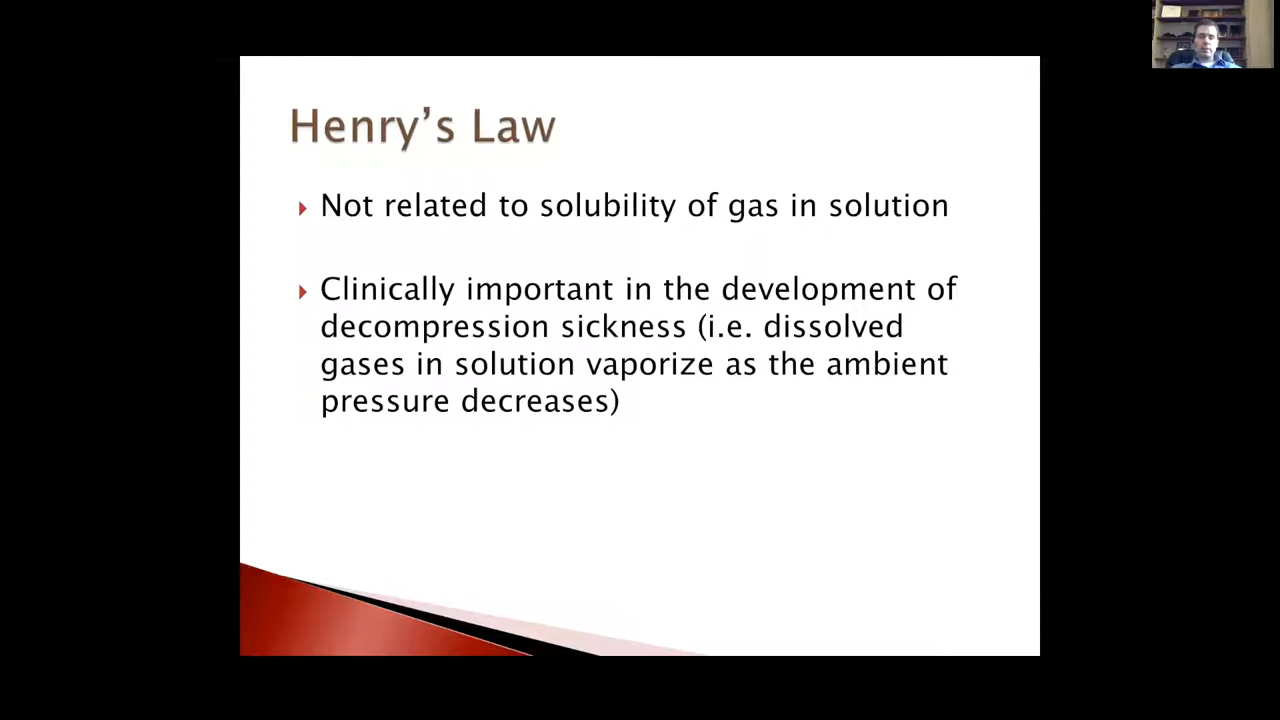 Henry's Law
Not related to solubility of gas in solution
Clinically important in the development of
decompression sickness (i.e. dissolved
gases in solution vaporize as the ambient
pressure decreases)